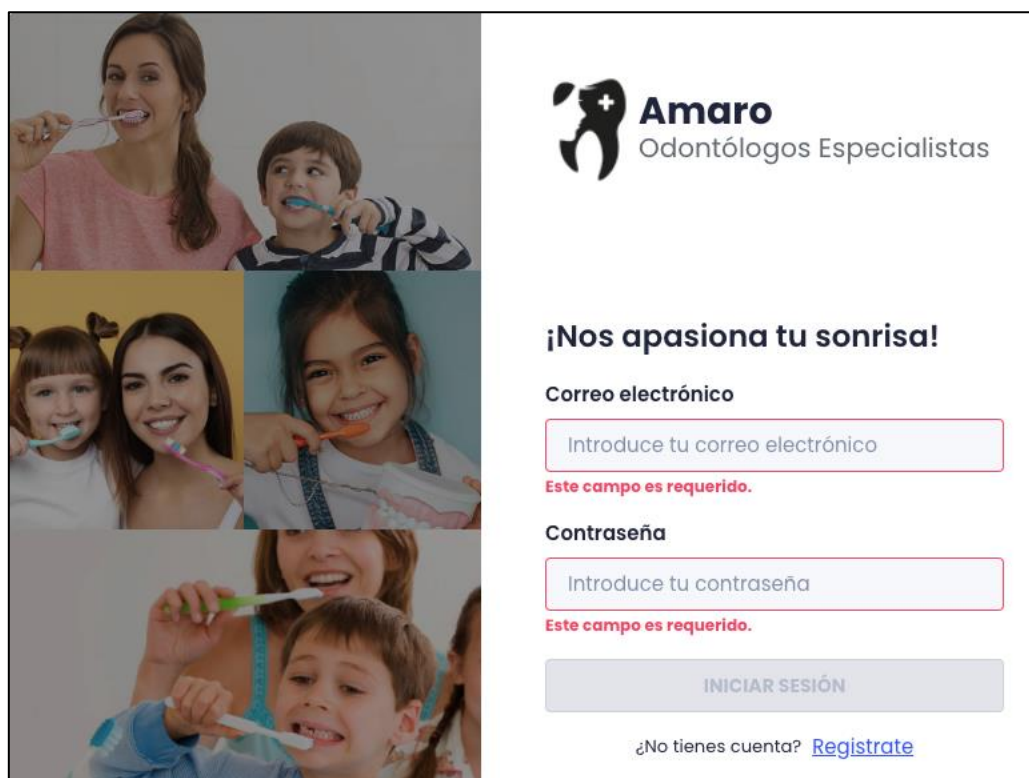 Amaro
Odontólogos Especialistas
¡Nos apasiona tu sonrisa!
Correo electrónico
Introduce tu correo electrónico
Este campo es requerido.
Contraseña
Introduce tu contraseña
Este campo es requerido.
INICIAR SESIÓN
¿No tienes cuenta? Registrate